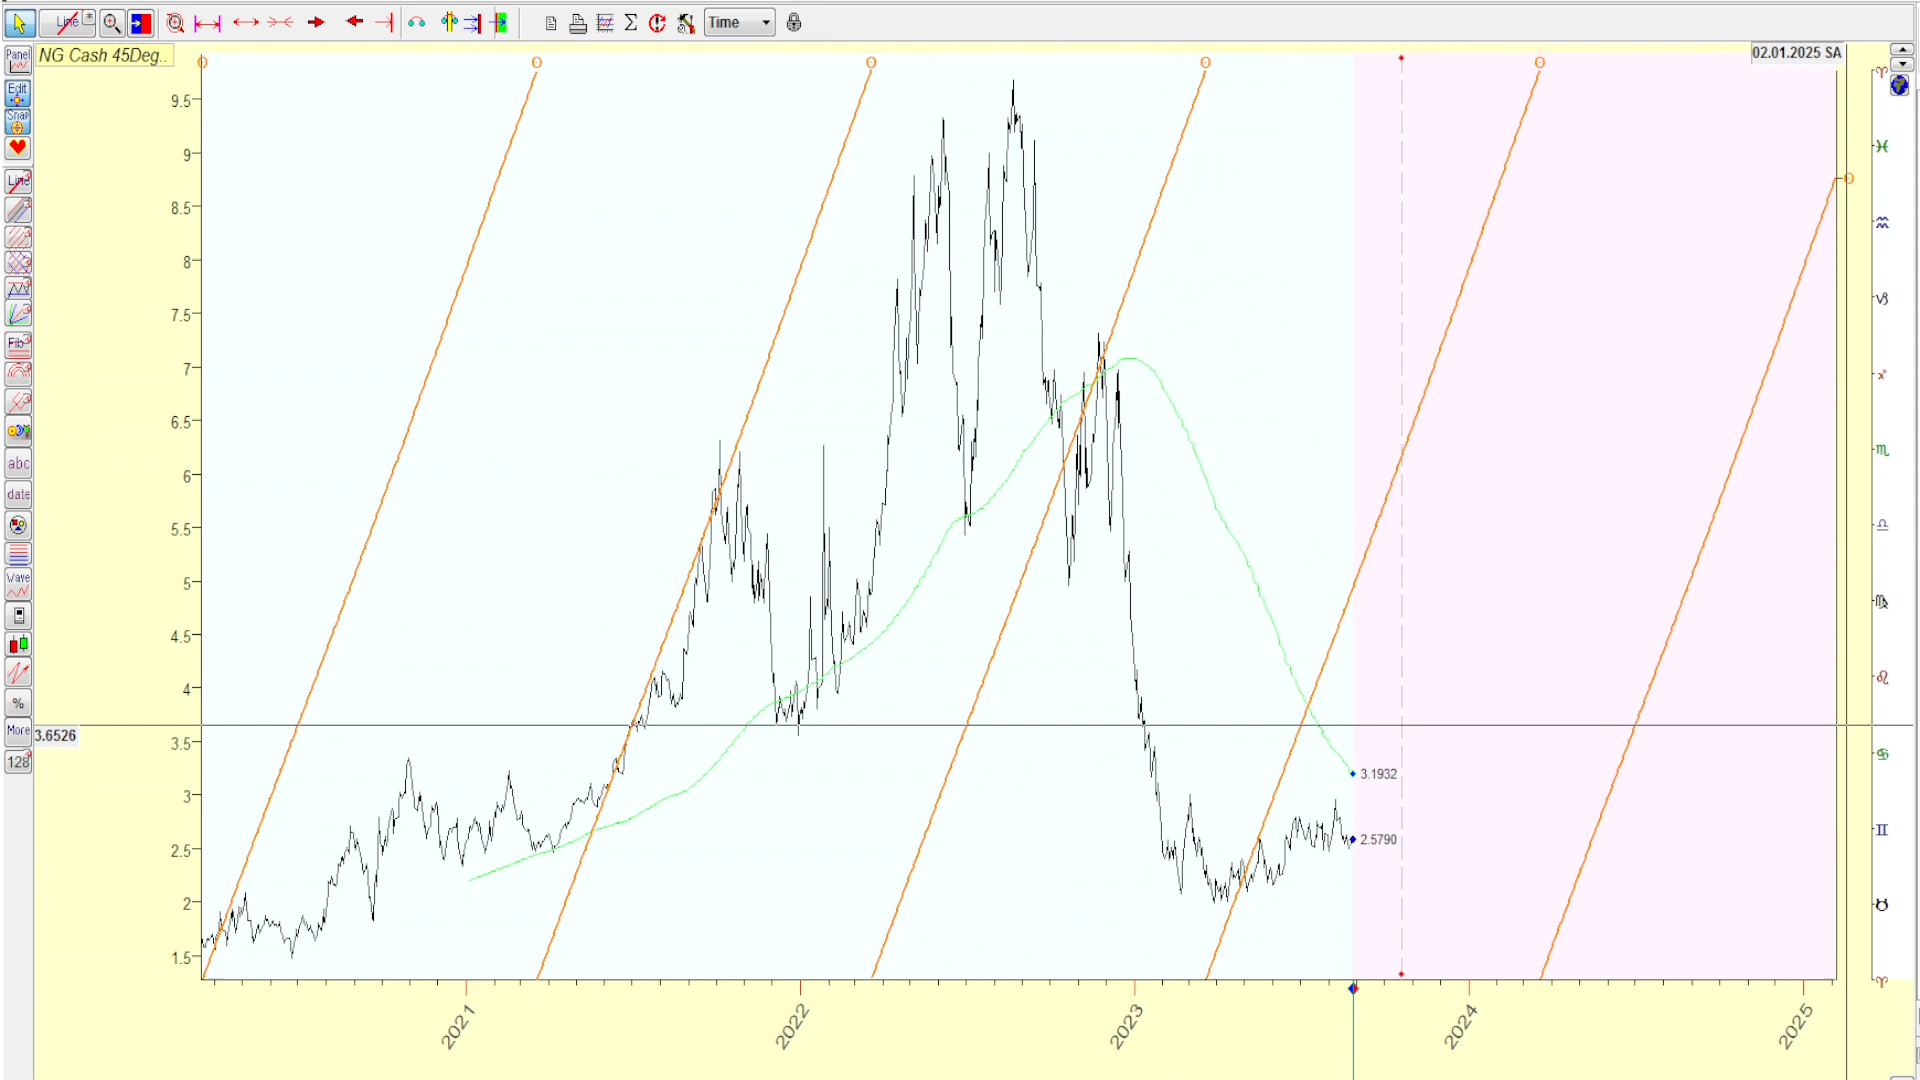 Line
Time
Panel
NG Cash 45Deg..
02.01.2025 SA
Edit
Snap
Line
Fib
abc
date
Wave
%
More
128
9.5
9
8.5
8
7.5
7
6.5
6
5.5
5
4.5
4
3.6526
3.5
3
2.5
2
1.5
3.1932
2.5790
2021
2022
2023
2024
2025